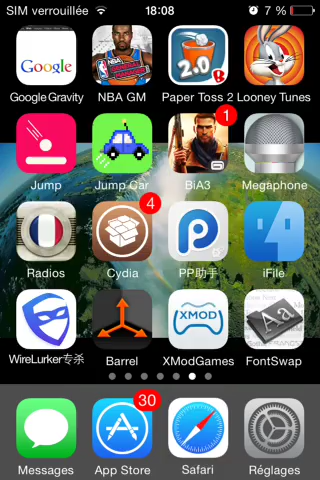 SIM verrouillée 18:08 7 %
Google
2.0
Google Gravity NBA GM Paper Toss 2 Looney Tunes
1
Jump Jump Car BiA3 Megaphone
4
Radios Cydia PP助手 iFile
XMOD Aa
WireLurker专杀 Barrel XModGames FontSwap
30
Messages App Store Safari Réglages